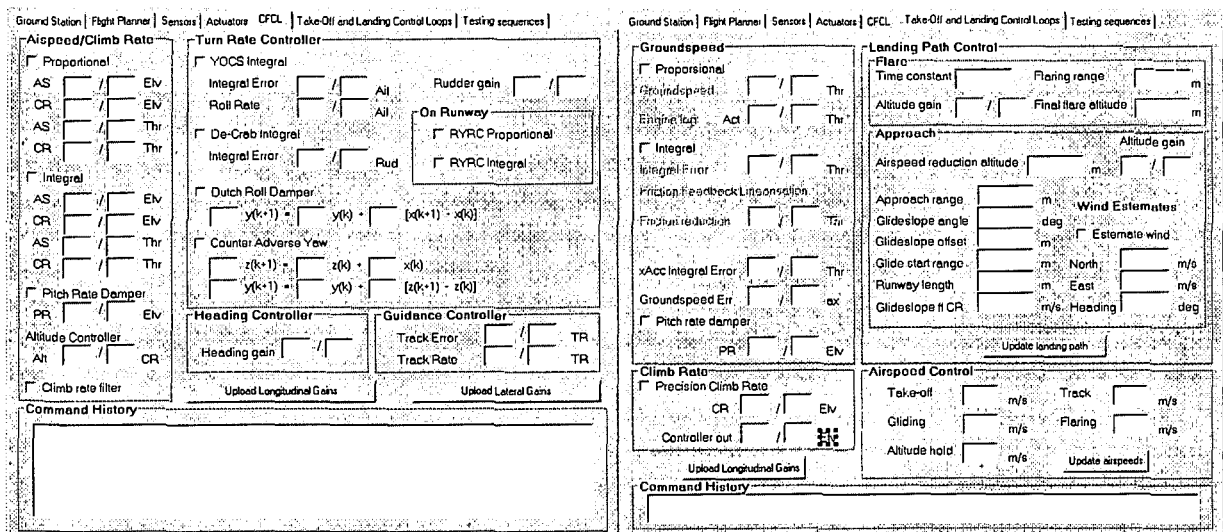 Ground Station | Flight Planner | Sensors | Actuators | CFCL | Take-Off and Landing Control Loops | Testing sequences |
Aispeed/Climb Rate
Proportional
AS / Elv
CR / Elv
AS / Thr
CR / Thr
Integral
AS / Elv
CR / Elv
AS / Thr
CR / Thr
Pitch Rate Damper
PR / Elv
Altitude Controller
Alt / CR
Climb rate filter
Turn Rate Controller
YOCS Integral
Integral Error / Ail
Roll Rate / Ail
De-Crab Integral
Integral Error / Rud
Rudder gain /
On Runway
RYRC Proportional
RYRC Integral
Dutch Roll Damper
y(k+1) = y(k) + [x(k+1) - x(k)]
Counter Adverse Yaw
z(k+1) = z(k) + x(k)
y(k+1) = y(k) + [z(k+1) - z(k)]
Heading Controller
Heading gain /
Guidance Controller
Track Error / TR
Track Rate / TR
Upload Longitudinal Gains
Upload Lateral Gains
Command History
Ground Station | Flight Planner | Sensors | Actuators | CFCL | Take-Off and Landing Control Loops | Testing sequences |
Groundspeed
Proporsional
Groundspeed / Thr
Engine lag Act / Thr
Integral
Integral Error / Thr
Friction Feedback Linearisation
Friction reduction / Thr
xAcc Integral Error / Thr
Groundspeed Err / ax
Pitch rate damper
PR / Elv
Climb Rate
Precision Climb Rate
CR / Elv
Controller out / Elv
Upload Longitudinal Gains
Landing Path Control
Flare
Time constant Flaring range m
Altitude gain / Final flare altitude m
Approach
Altitude gain
Airspeed reduction altitude m /
Approach range m
Glideslope angle deg
Glideslope offset m
Glide start range m
Runway length m
Glideslope ff CR m/s
Wind Estemates
Estemate wind
North m/s
East m/s
Heading deg
Update landing path
Airspeed Control
Take-off m/s Track m/s
Gliding m/s Flaring m/s
Altitude hold m/s
Update airspeeds
Command History